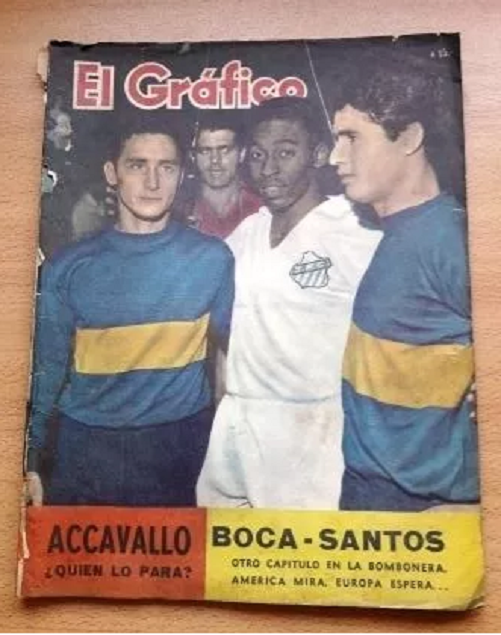 El Gráfico
ACCAVALLO
¿QUIEN LO PARA?
BOCA - SANTOS
OTRO CAPITULO EN LA BOMBONERA.
AMERICA MIRA. EUROPA ESPERA...